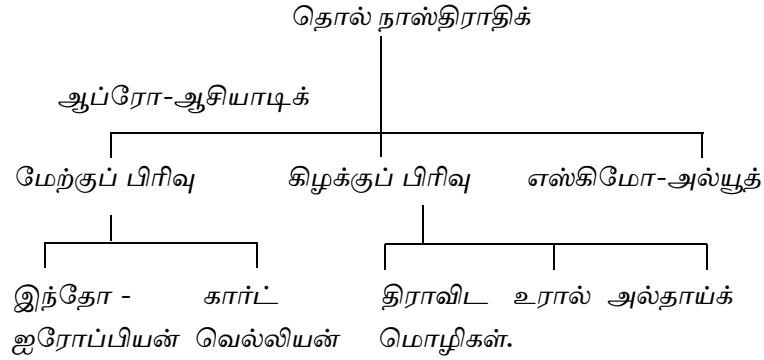 தொல் நாஸ்திராதிக்
ஆப்ரோ-ஆசியாடிக்
மேற்குப் பிரிவு கிழக்குப் பிரிவு எஸ்கிமோ-அல்யூத்
இந்தோ - கார்ட் திராவிட உரால் அல்தாய்க்
ஐரோப்பியன் வெல்லியன் மொழிகள்.